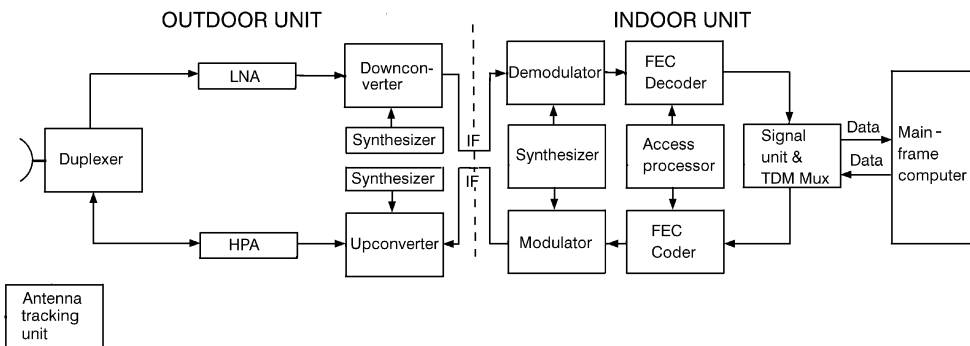 OUTDOOR UNIT
INDOOR UNIT
LNA
Downcon-
verter
Demodulator
FEC
Decoder
Duplexer
Synthesizer
IF
Synthesizer
Access
processor
Signal
unit &
TDM Mux
Data
Data
Main-
frame
computer
Synthesizer
IF
HPA
Upconverter
Modulator
FEC
Coder
Antenna
tracking
unit